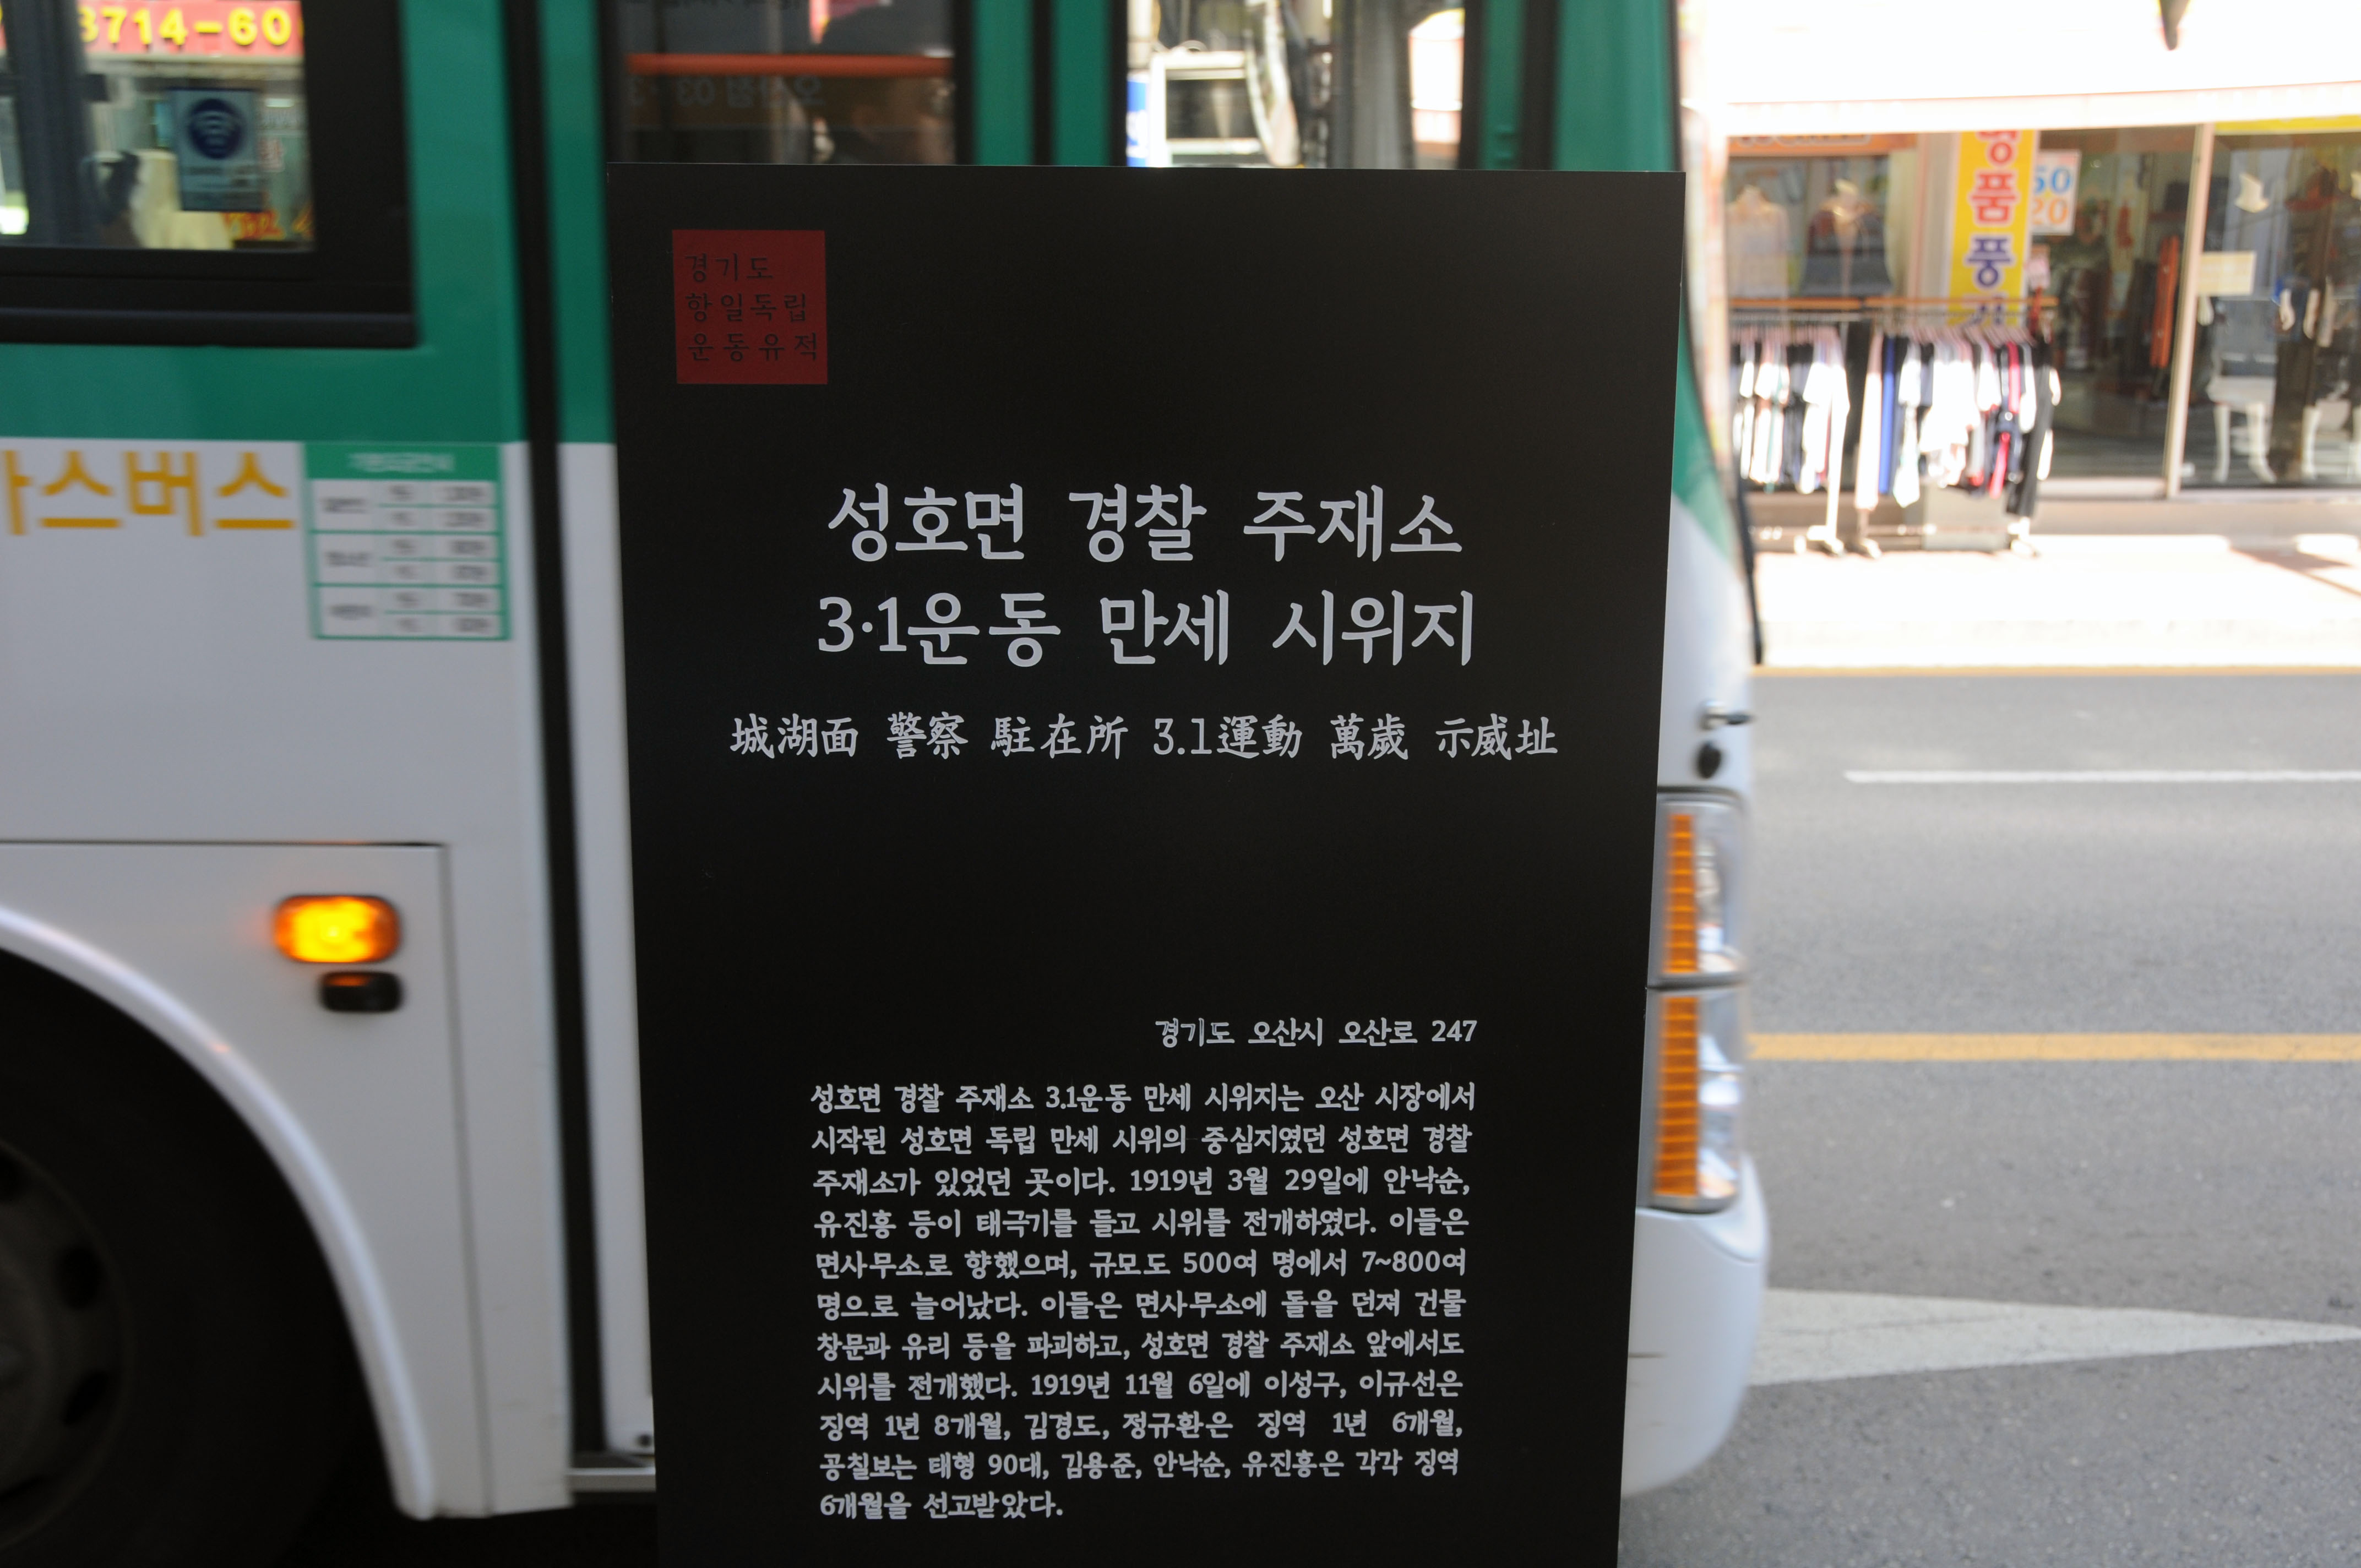 3714-60
경기도
항일독립
운동유적
성호면 경찰 주재소
3·1운동 만세 시위지
城湖面 警察 駐在所 3.1運動 萬歲 示威址
경기도 오산시 오산로 247
성호면 경찰 주재소 3.1운동 만세 시위지는 오산 시장에서
시작된 성호면 독립 만세 시위의 중심지였던 성호면 경찰
주재소가 있었던 곳이다. 1919년 3월 29일에 안낙순,
유진흥 등이 태극기를 들고 시위를 전개하였다. 이들은
면사무소로 향했으며, 규모도 500여 명에서 7~800여
명으로 늘어났다. 이들은 면사무소에 돌을 던져 건물
창문과 유리 등을 파괴하고, 성호면 경찰 주재소 앞에서도
시위를 전개했다. 1919년 11월 6일에 이성구, 이규선은
징역 1년 8개월, 김경도, 정규환은 징역 1년 6개월,
공칠보는 태형 90대, 김용준, 안낙순, 유진흥은 각각 징역
6개월을 선고받았다.
스버스
품
풍
50
20